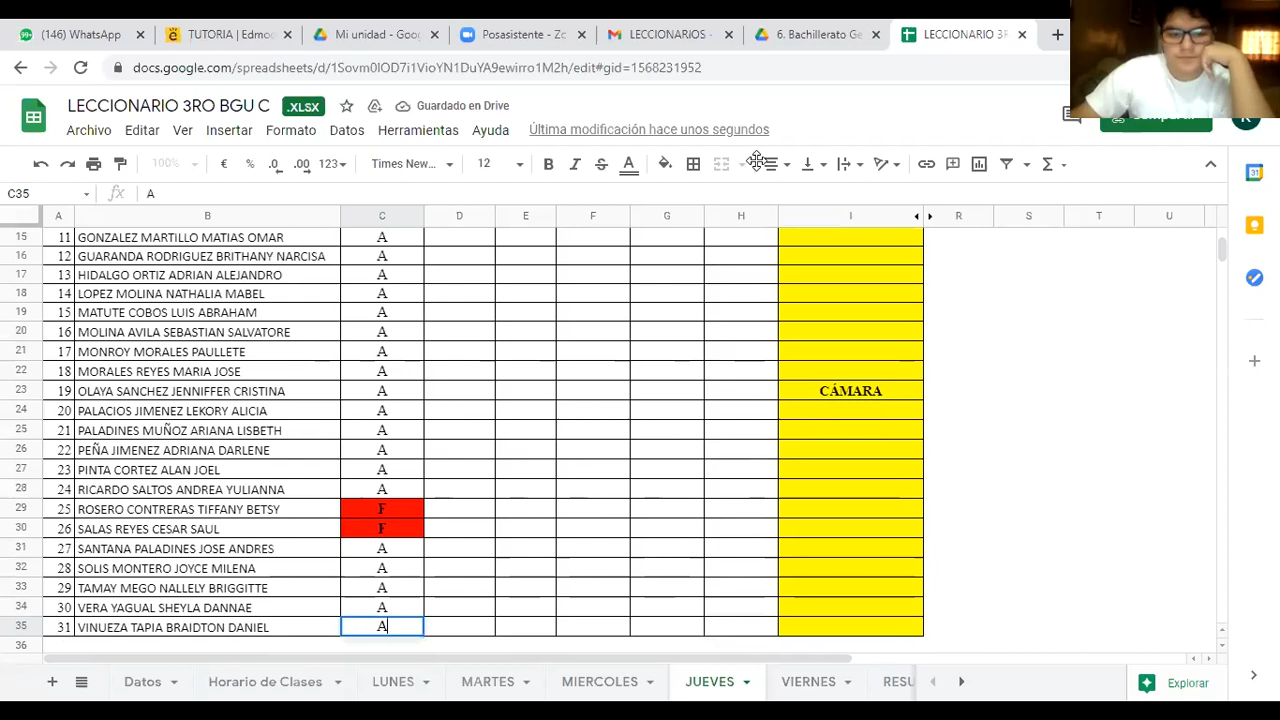 (146) WhatsApp
TUTORIA | Edmo
Mi unidad - Goo
Posasistente - Zo
LECCIONARIOS -
6. Bachillerato Ge
LECCIONARIO 3R
docs.google.com/spreadsheets/d/1Sovm0IOD7i1VioYN1DuYA9ewirro1M2h/edit#gid=1568231952
LECCIONARIO 3RO BGU C .XLSX Guardado en Drive
Archivo Editar Ver Insertar Formato Datos Herramientas Ayuda Última modificación hace unos segundos
100% € % .0 .00 123 Times New... 12 B I S A
C35 fx A
A B C D E F G H I R S T U
15 11 GONZALEZ MARTILLO MATIAS OMAR A
16 12 GUARANDA RODRIGUEZ BRITHANY NARCISA A
17 13 HIDALGO ORTIZ ADRIAN ALEJANDRO A
18 14 LOPEZ MOLINA NATHALIA MABEL A
19 15 MATUTE COBOS LUIS ABRAHAM A
20 16 MOLINA AVILA SEBASTIAN SALVATORE A
21 17 MONROY MORALES PAULLETE A
22 18 MORALES REYES MARIA JOSE A
23 19 OLAYA SANCHEZ JENNIFFER CRISTINA A CÁMARA
24 20 PALACIOS JIMENEZ LEKORY ALICIA A
25 21 PALADINES MUÑOZ ARIANA LISBETH A
26 22 PEÑA JIMENEZ ADRIANA DARLENE A
27 23 PINTA CORTEZ ALAN JOEL A
28 24 RICARDO SALTOS ANDREA YULIANNA A
29 25 ROSERO CONTRERAS TIFFANY BETSY F
30 26 SALAS REYES CESAR SAUL F
31 27 SANTANA PALADINES JOSE ANDRES A
32 28 SOLIS MONTERO JOYCE MILENA A
33 29 TAMAY MEGO NALLELY BRIGGITTE A
34 30 VERA YAGUAL SHEYLA DANNAE A
35 31 VINUEZA TAPIA BRAIDTON DANIEL A
36
Datos Horario de Clases LUNES MARTES MIERCOLES JUEVES VIERNES RESU Explorar